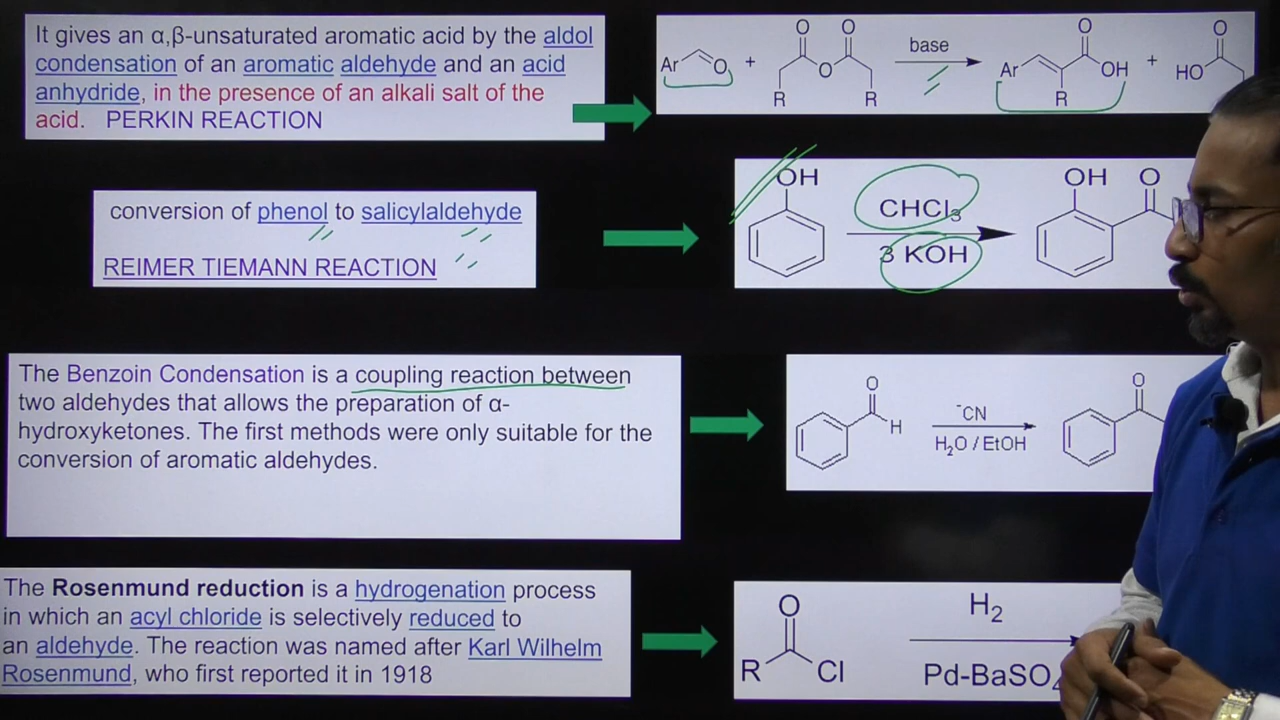 It gives an α,β-unsaturated aromatic acid by the aldol
condensation of an aromatic aldehyde and an acid
anhydride, in the presence of an alkali salt of the
acid. PERKIN REACTION
Ar O + O O O R R base Ar O OH R + O HO
conversion of phenol to salicylaldehyde
REIMER TIEMANN REACTION
OH CHCl3 3 KOH OH O
The Benzoin Condensation is a coupling reaction between
two aldehydes that allows the preparation of α-
hydroxyketones. The first methods were only suitable for the
conversion of aromatic aldehydes.
O H -CN H2O / EtOH O
The Rosenmund reduction is a hydrogenation process
in which an acyl chloride is selectively reduced to
an aldehyde. The reaction was named after Karl Wilhelm
Rosenmund, who first reported it in 1918
O R Cl H2 Pd-BaSO4